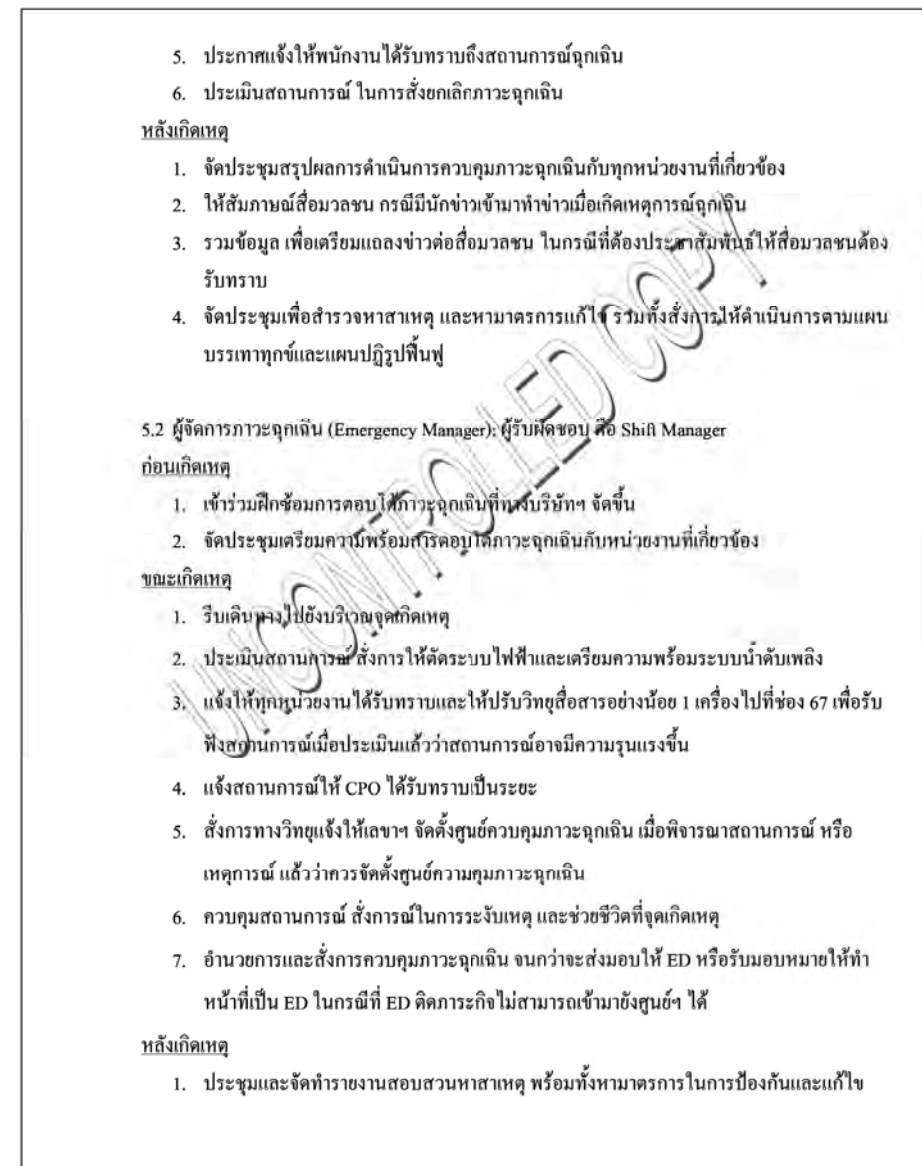 5. ประกาศแจ้งให้พนักงานได้รับทราบถึงสถานการณ์ฉุกเฉิน
6. ประเมินสถานการณ์ ในการสั่งยกเลิกภาวะฉุกเฉิน
หลังเกิดเหตุ
1. จัดประชุมสรุปผลการดำเนินการควบคุมภาวะฉุกเฉินกับทุกหน่วยงานที่เกี่ยวข้อง
2. ให้สัมภาษณ์สื่อมวลชน กรณีมีนักข่าวเข้ามาทำข่าวเมื่อเกิดเหตุการณ์ฉุกเฉิน
3. รวมข้อมูล เพื่อเตรียมแถลงข่าวต่อสื่อมวลชน ในกรณีที่ต้องประชาสัมพันธ์ให้สื่อมวลชนต้อง
รับทราบ
4. จัดประชุมเพื่อสำรวจหาสาเหตุ และหามาตรการแก้ไข รวมทั้งสั่งการให้ดำเนินการตามแผน
บรรเทาทุกข์และแผนปฏิรูปฟื้นฟู
5.2 ผู้จัดการภาวะฉุกเฉิน (Emergency Manager); ผู้รับผิดชอบ คือ Shift Manager
ก่อนเกิดเหตุ
1. เข้าร่วมฝึกซ้อมการตอบโต้ภาวะฉุกเฉินที่ทางบริษัทฯ จัดขึ้น
2. จัดประชุมเตรียมความพร้อมการตอบโต้ภาวะฉุกเฉินกับหน่วยงานที่เกี่ยวข้อง
ขณะเกิดเหตุ
1. รีบเดินทางไปยังบริเวณจุดเกิดเหตุ
2. ประเมินสถานการณ์ สั่งการให้ตัดระบบไฟฟ้าและเตรียมความพร้อมระบบน้ำดับเพลิง
3. แจ้งให้ทุกหน่วยงานได้รับทราบและให้ปรับวิทยุสื่อสารอย่างน้อย 1 เครื่องไปที่ช่อง 67 เพื่อรับ
ฟังสถานการณ์เมื่อประเมินแล้วว่าสถานการณ์อาจมีความรุนแรงขึ้น
4. แจ้งสถานการณ์ให้ CPO ได้รับทราบเป็นระยะ
5. สั่งการทางวิทยุแจ้งให้เลขาฯ จัดตั้งศูนย์ควบคุมภาวะฉุกเฉิน เมื่อพิจารณาสถานการณ์ หรือ
เหตุการณ์ แล้วว่าควรจัดตั้งศูนย์ความคุมภาวะฉุกเฉิน
6. ควบคุมสถานการณ์ สั่งการณ์ในการระงับเหตุ และช่วยชีวิตที่จุดเกิดเหตุ
7. อำนวยการและสั่งการควบคุมภาวะฉุกเฉิน จนกว่าจะส่งมอบให้ ED หรือรับมอบหมายให้ทำ
หน้าที่เป็น ED ในกรณีที่ ED ติดภาระกิจไม่สามารถเข้ามายังศูนย์ฯ ได้
หลังเกิดเหตุ
1. ประชุมและจัดทำรายงานสอบสวนหาสาเหตุ พร้อมทั้งหามาตรการในการป้องกันและแก้ไข
UNCONTROLLED COPY